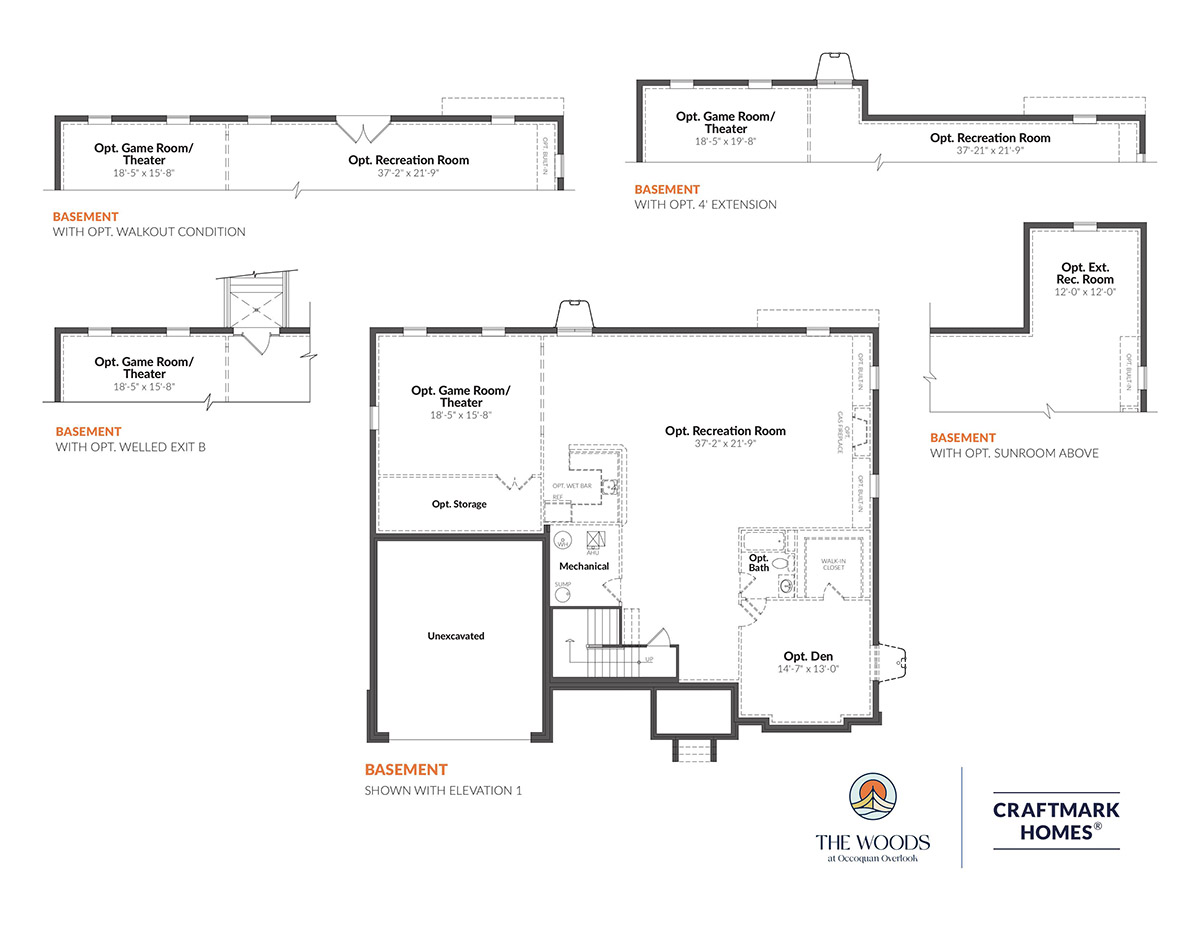 Opt. Game Room/
Theater
18'-5" x 15'-8"
Opt. Recreation Room
37'-2" x 21'-9"
OPT. BUILT-IN
BASEMENT
WITH OPT. WALKOUT CONDITION
Opt. Game Room/
Theater
18'-5" x 19'-8"
Opt. Recreation Room
37'-21" x 21'-9"
BASEMENT
WITH OPT. 4' EXTENSION
Opt. Game Room/
Theater
18'-5" x 15'-8"
BASEMENT
WITH OPT. WELLED EXIT B
Opt. Ext.
Rec. Room
12'-0" x 12'-0"
OPT. BUILT-IN
BASEMENT
WITH OPT. SUNROOM ABOVE
Opt. Game Room/
Theater
18'-5" x 15'-8"
Opt. Recreation Room
37'-2" x 21'-9"
OPT. BUILT-IN
OPT.
GAS FIREPLACE
OPT. BUILT-IN
Opt. Storage
OPT. WET BAR
REF
WH
AHU
Mechanical
SUMP
Opt.
Bath
WALK-IN
CLOSET
Unexcavated
UP
Opt. Den
14'-7" x 13'-0"
BASEMENT
SHOWN WITH ELEVATION 1
THE WOODS
at Occoquan Overlook
CRAFTMARK
HOMES®